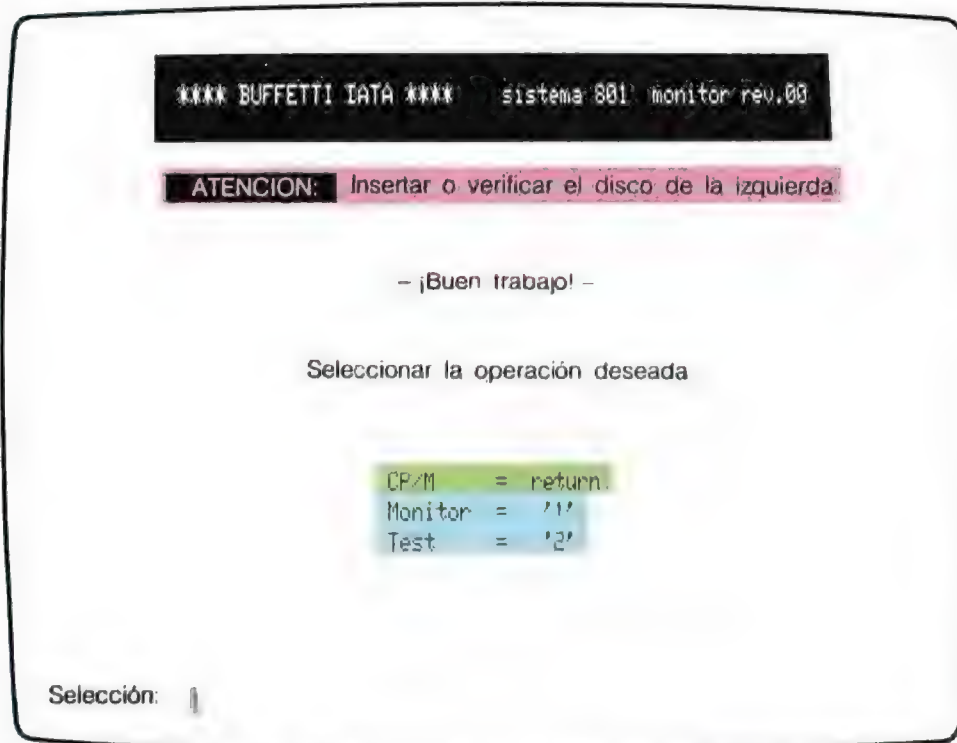 **** BUFFETTI IATA **** sistema 801 monitor rev.00
ATENCION: Insertar o verificar el disco de la izquierda.
– ¡Buen trabajo! –
Seleccionar la operación deseada
CP/M = return.
Monitor = '1'
Test = '2'
Selección: